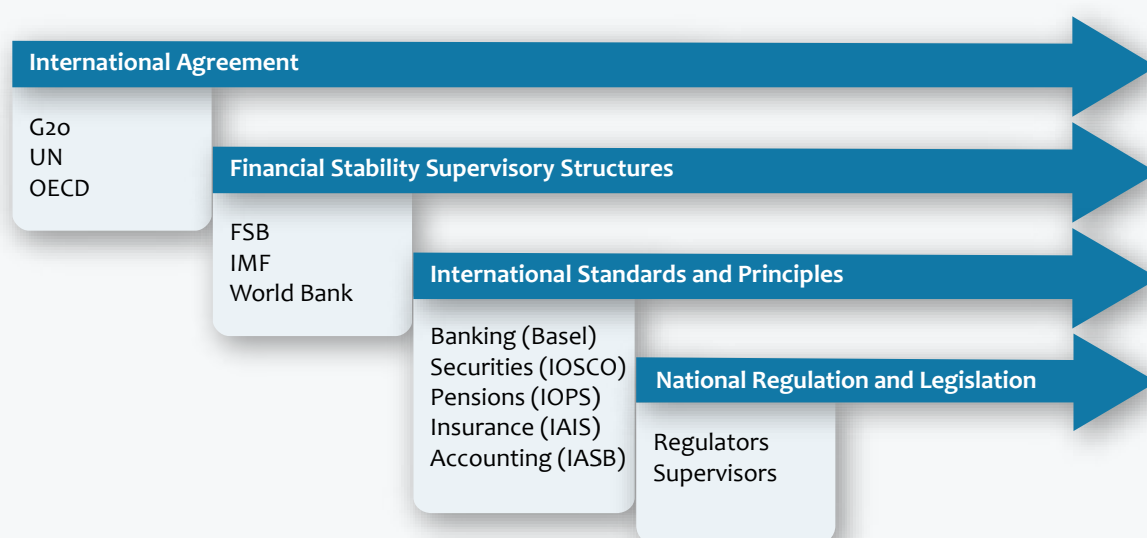 International Agreement
G20
UN
OECD
Financial Stability Supervisory Structures
FSB
IMF
World Bank
International Standards and Principles
Banking (Basel)
Securities (IOSCO)
Pensions (IOPS)
Insurance (IAIS)
Accounting (IASB)
National Regulation and Legislation
Regulators
Supervisors